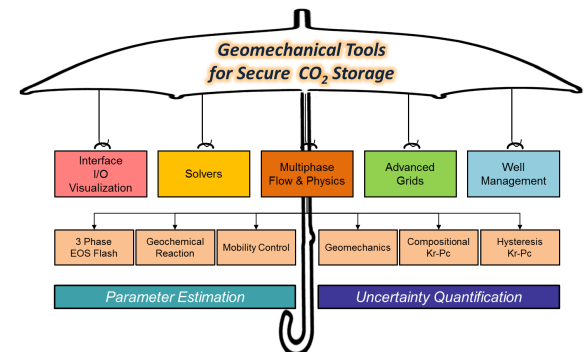 Geomechanical Tools
for Secure CO₂ Storage
Interface
I/O
Visualization
Solvers
Multiphase
Flow & Physics
Advanced
Grids
Well
Management
3 Phase
EOS Flash
Geochemical
Reaction
Mobility Control
Geomechanics
Compositional
Kr-Pc
Hysteresis
Kr-Pc
Parameter Estimation
Uncertainty Quantification